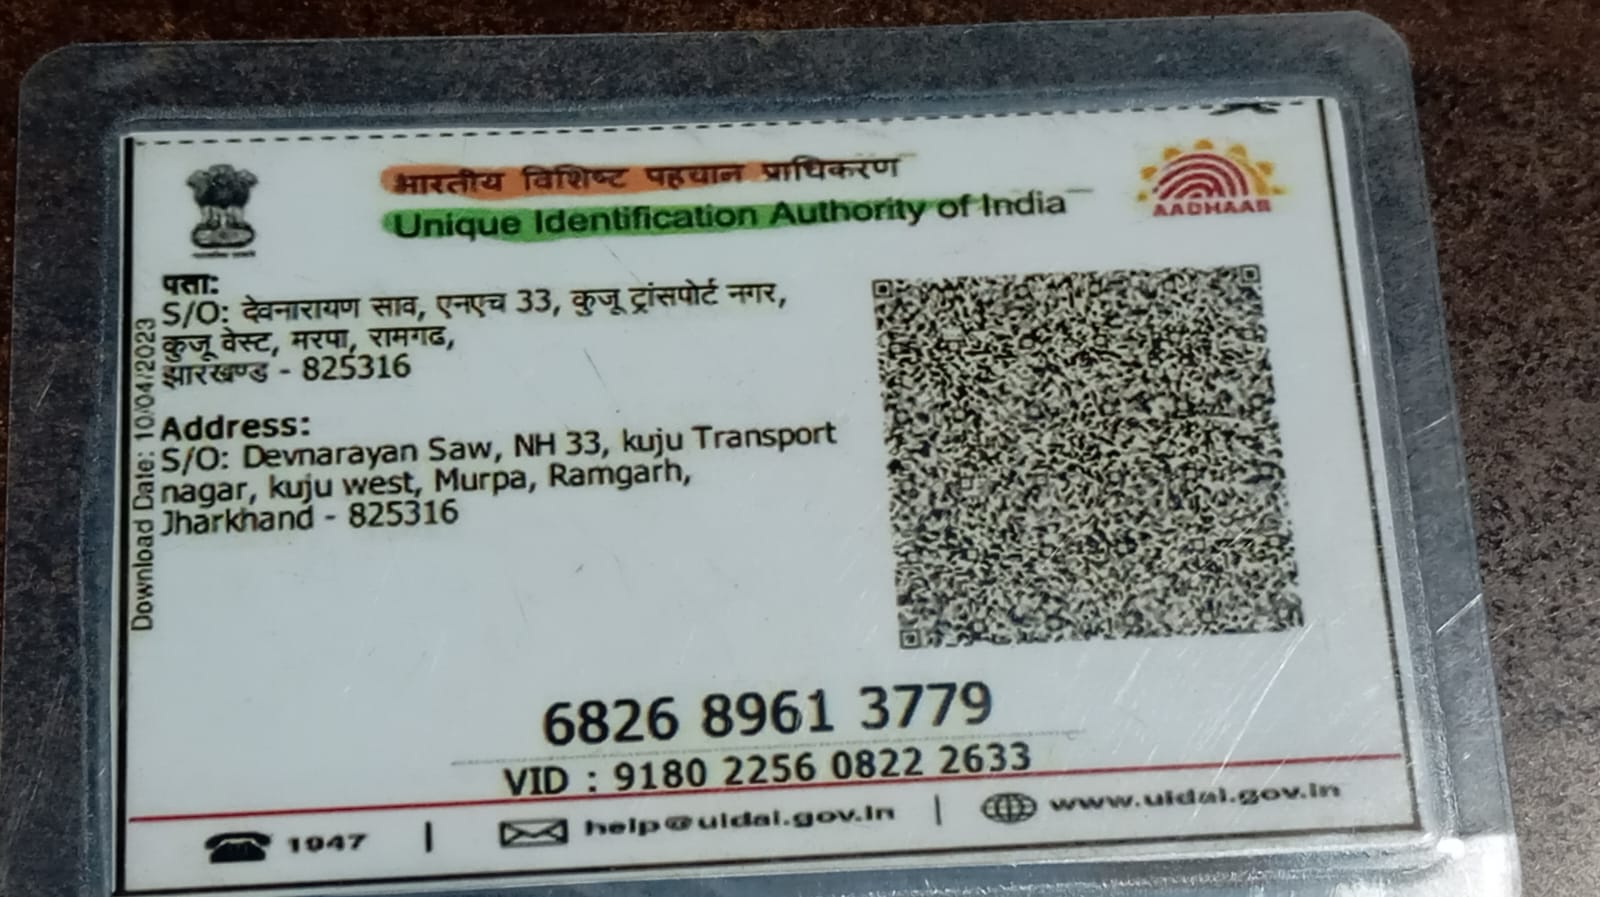 भारतीय विशिष्ट पहचान प्राधिकरण
Unique Identification Authority of India
AADHAAR
पता:
S/O: देवनारायण साव, एनएच 33, कुजू ट्रांसपोर्ट नगर,
कुजू वेस्ट, मरपा, रामगढ,
झारखण्ड - 825316
Address:
S/O: Devnarayan Saw, NH 33, kuju Transport
nagar, kuju west, Murpa, Ramgarh,
Jharkhand - 825316
Download Date: 10/04/2023
6826 8961 3779
VID : 9180 2256 0822 2633
1947 | help@uidai.gov.in | www.uidai.gov.in